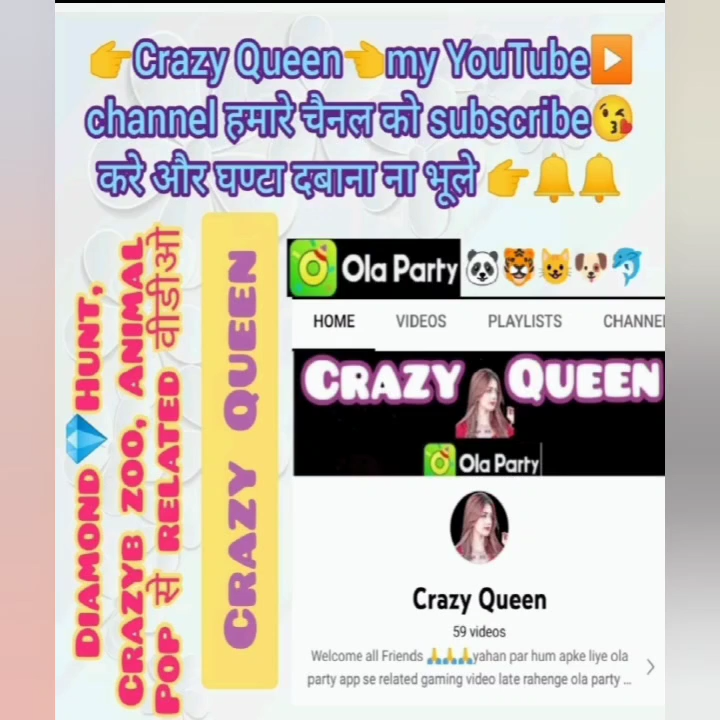 👉Crazy Queen👈my YouTube▶️
channel हमारे चैनल को subscribe😘
करे और घण्टा दबाना ना भूले 👉🔔🔔
DIAMOND💎HUNT,
CRAZYB ZOO, ANIMAL
POP से RELATED वीडीओ
CRAZY QUEEN
Ola Party🐼🐯😺🐶🐬
HOME VIDEOS PLAYLISTS CHANNE
CRAZY QUEEN
Ola Party
Crazy Queen
59 videos
Welcome all Friends 🙏🙏🙏yahan par hum apke liye ola
party app se related gaming video late rahenge ola party ...